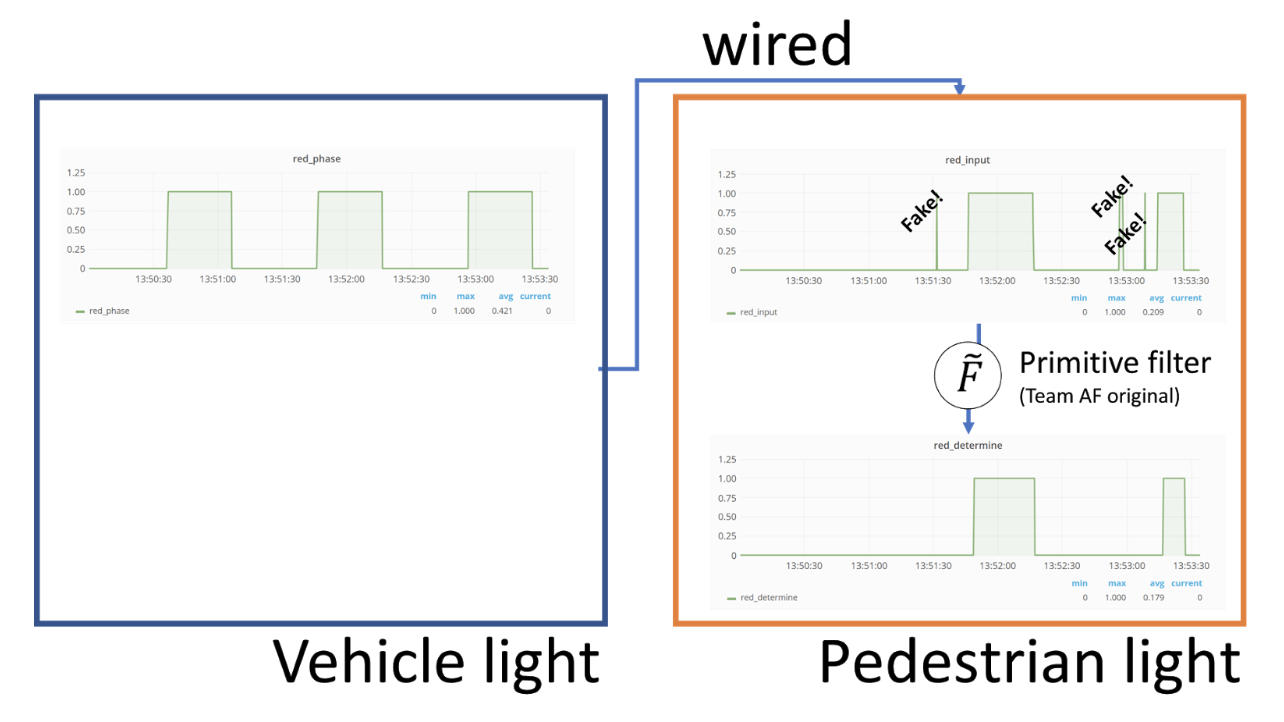 wired
red_phase
1.25
1.00
0.75
0.50
0.25
0
13:50:30 13:51:00 13:51:30 13:52:00 13:52:30 13:53:00 13:53:30
min max avg current
red_phase 0 1.000 0.421 0
red_input
1.25
1.00
0.75
0.50
0.25
0
Fake!
Fake!
Fake!
13:50:30 13:51:00 13:51:30 13:52:00 13:52:30 13:53:00 13:53:30
min max avg current
red_input 0 1.000 0.209 0
F̃
Primitive filter
(Team AF original)
red_determine
1.25
1.00
0.75
0.50
0.25
0
13:50:30 13:51:00 13:51:30 13:52:00 13:52:30 13:53:00 13:53:30
min max avg current
red_determine 0 1.000 0.179 0
Vehicle light
Pedestrian light